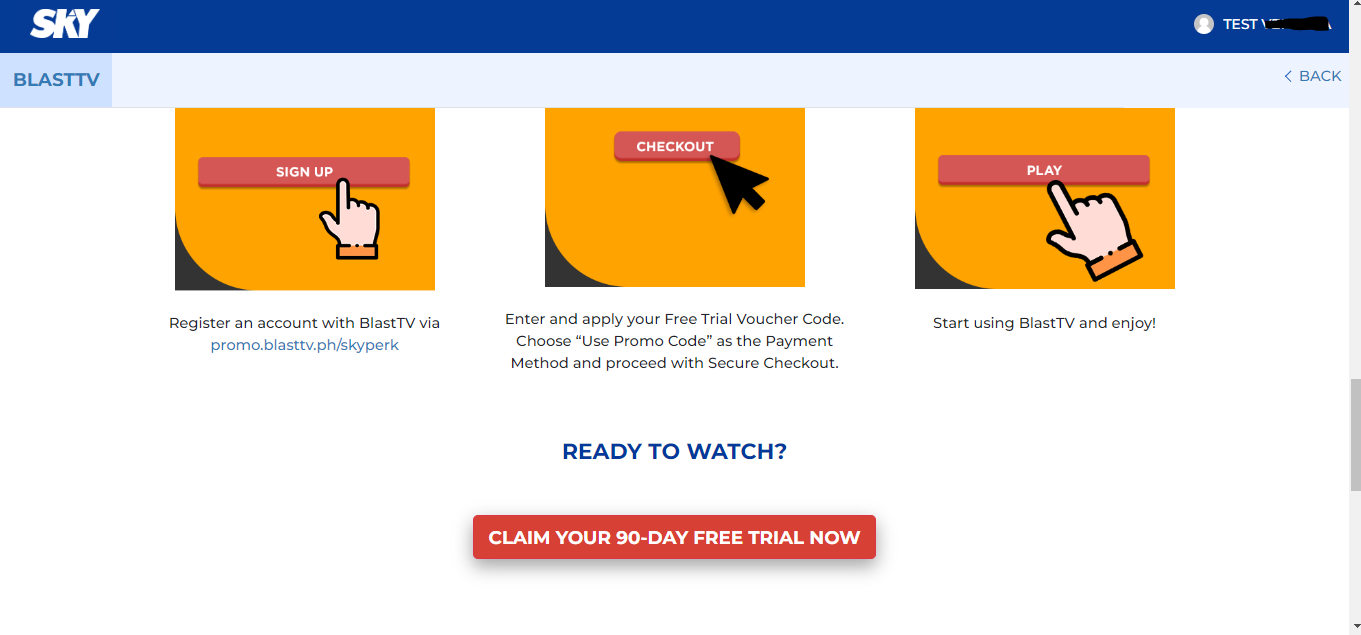 SKY
TEST
BLASTTV
BACK
SIGN UP
CHECKOUT
PLAY
Register an account with BlastTV via
promo.blasttv.ph/skyperk
Enter and apply your Free Trial Voucher Code.
Choose “Use Promo Code” as the Payment
Method and proceed with Secure Checkout.
Start using BlastTV and enjoy!
READY TO WATCH?
CLAIM YOUR 90-DAY FREE TRIAL NOW